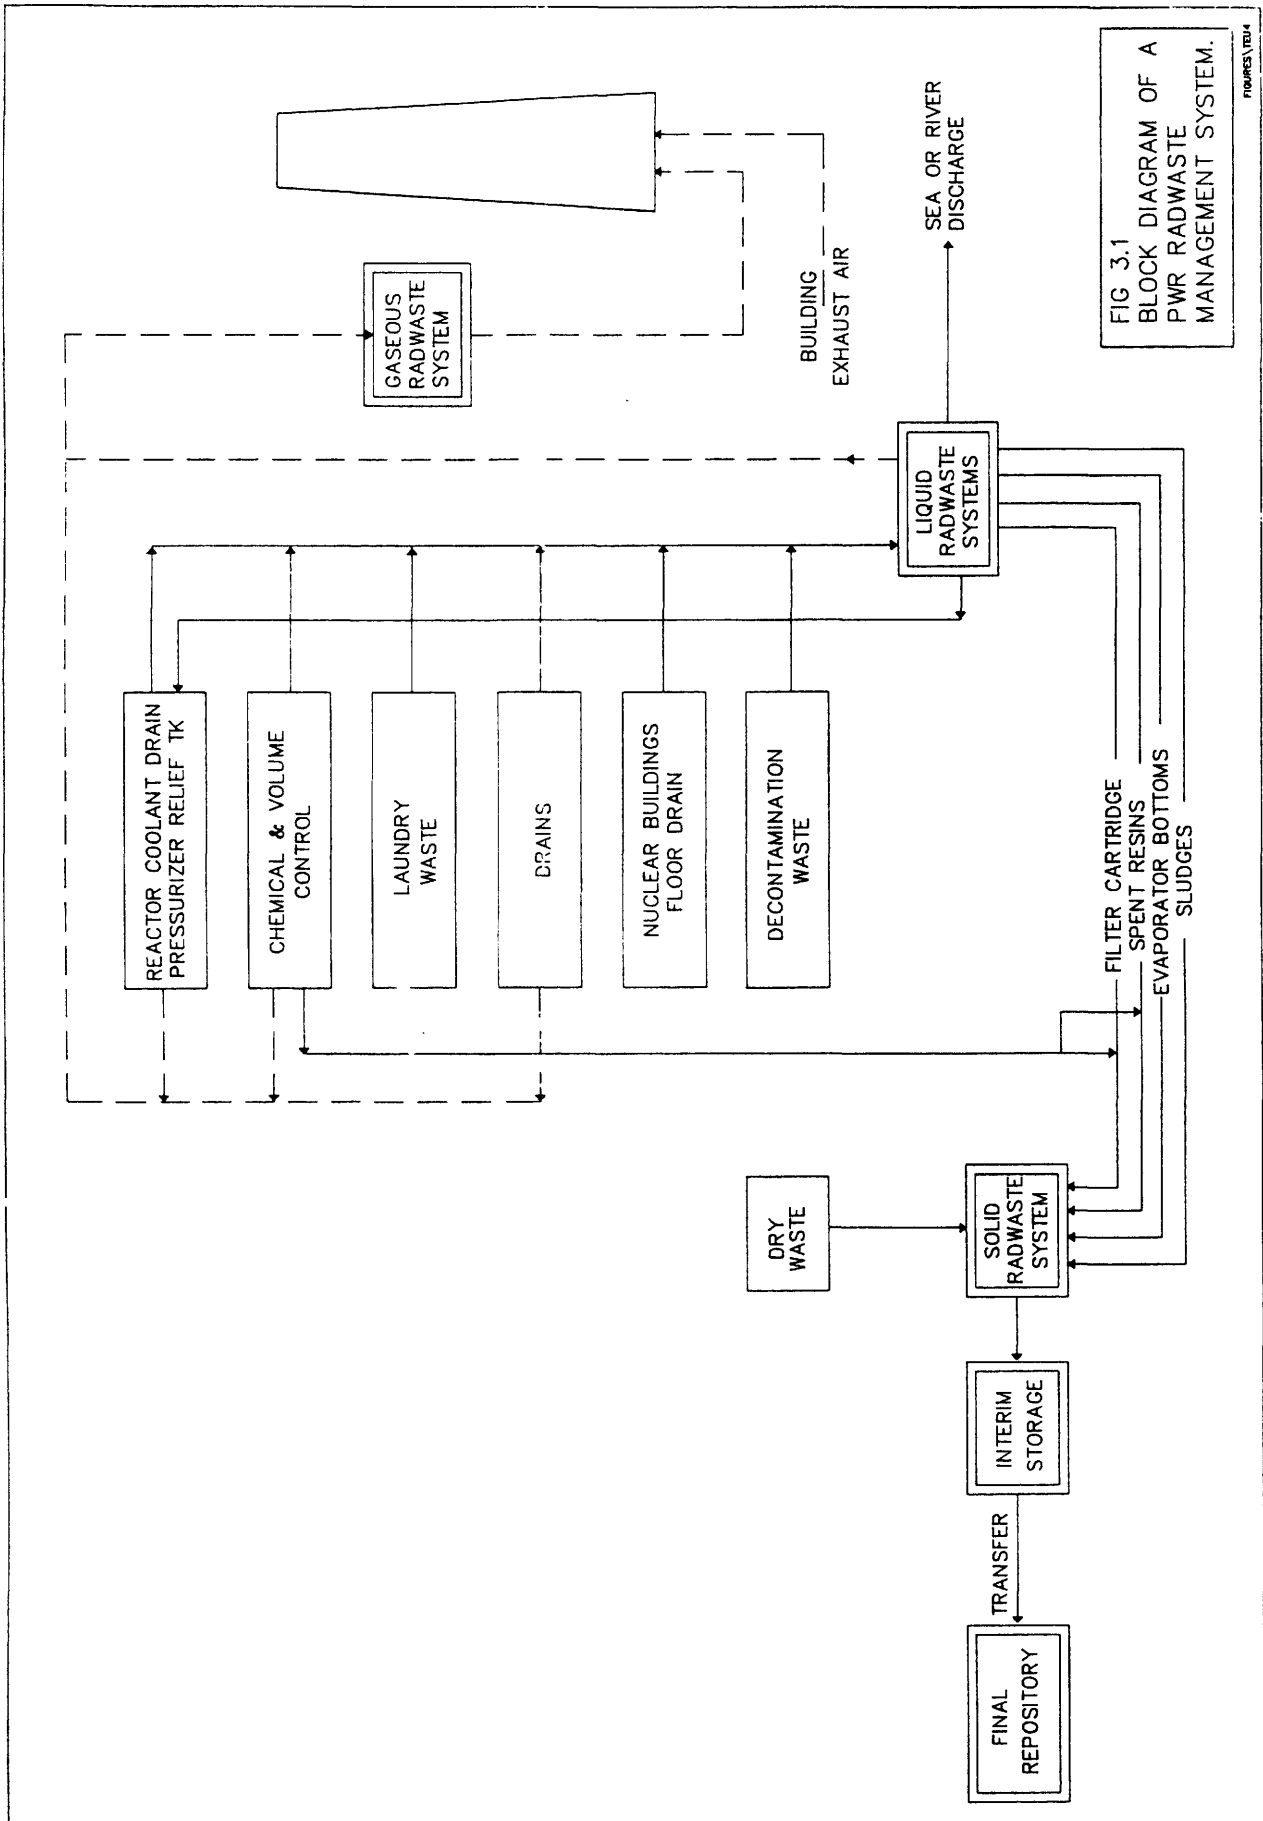 REACTOR COOLANT DRAIN
PRESSURIZER RELIEF TK
CHEMICAL & VOLUME
CONTROL
LAUNDRY
WASTE
DRAINS
NUCLEAR BUILDINGS
FLOOR DRAIN
DECONTAMINATION
WASTE
GASEOUS
RADWASTE
SYSTEM
BUILDING
EXHAUST AIR
LIQUID
RADWASTE
SYSTEMS
SEA OR RIVER
DISCHARGE
FILTER CARTRIDGE
SPENT RESINS
EVAPORATOR BOTTOMS
SLUDGES
DRY
WASTE
SOLID
RADWASTE
SYSTEM
INTERIM
STORAGE
TRANSFER
FINAL
REPOSITORY
FIG 3.1
BLOCK DIAGRAM OF A
PWR RADWASTE
MANAGEMENT SYSTEM.
FIGURES\TEU4